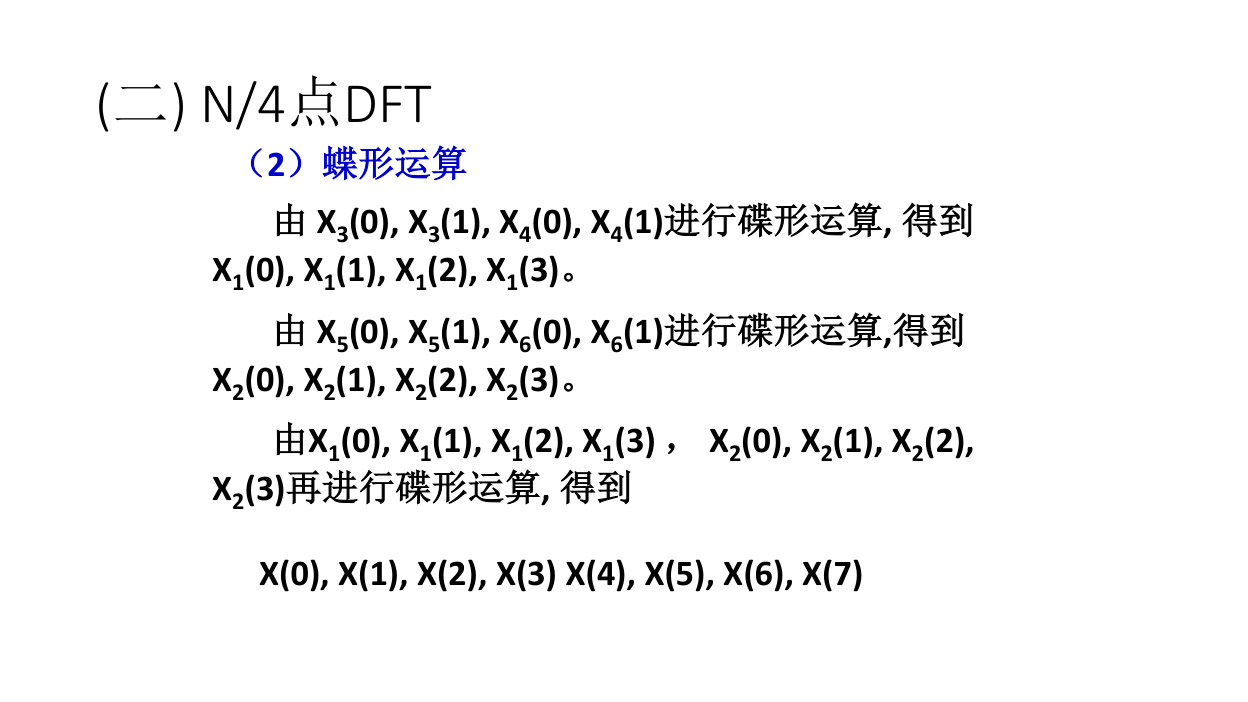 (二) N/4点DFT
（2）蝶形运算
由 X₃(0), X₃(1), X₄(0), X₄(1)进行碟形运算, 得到
X₁(0), X₁(1), X₁(2), X₁(3)。
由 X₅(0), X₅(1), X₆(0), X₆(1)进行碟形运算,得到
X₂(0), X₂(1), X₂(2), X₂(3)。
由X₁(0), X₁(1), X₁(2), X₁(3) ， X₂(0), X₂(1), X₂(2),
X₂(3)再进行碟形运算, 得到
X(0), X(1), X(2), X(3) X(4), X(5), X(6), X(7)